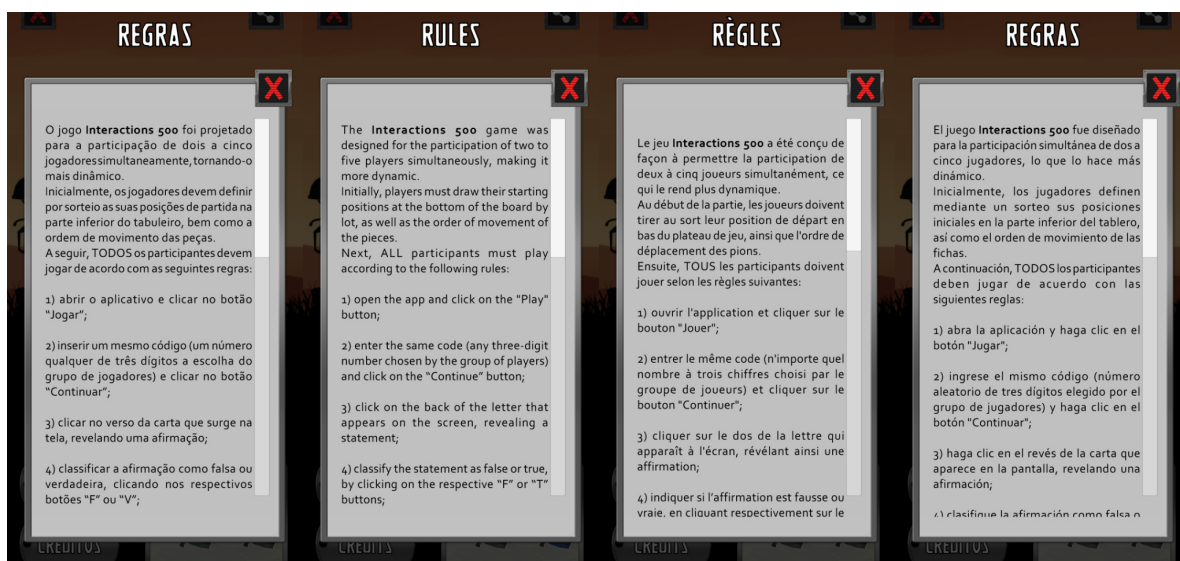 REGRAS
O jogo Interactions 500 foi projetado
para a participação de dois a cinco
jogadores simultaneamente, tornando-o
mais dinâmico.
Inicialmente, os jogadores devem definir
por sorteio as suas posições de partida na
parte inferior do tabuleiro, bem como a
ordem de movimento das peças.
A seguir, TODOS os participantes devem
jogar de acordo com as seguintes regras:
1) abrir o aplicativo e clicar no botão
“Jogar”;
2) inserir um mesmo código (um número
qualquer de três dígitos a escolha do
grupo de jogadores) e clicar no botão
“Continuar”;
3) clicar no verso da carta que surge na
tela, revelando uma afirmação;
4) classificar a afirmação como falsa ou
verdadeira, clicando nos respectivos
botões “F” ou “V”;
CRÉDITOS
RULES
The Interactions 500 game was
designed for the participation of two to
five players simultaneously, making it
more dynamic.
Initially, players must draw their starting
positions at the bottom of the board by
lot, as well as the order of movement of
the pieces.
Next, ALL participants must play
according to the following rules:
1) open the app and click on the "Play"
button;
2) enter the same code (any three-digit
number chosen by the group of players)
and click on the “Continue” button;
3) click on the back of the letter that
appears on the screen, revealing a
statement;
4) classify the statement as false or true,
by clicking on the respective “F” or “T”
buttons;
CREDITS
RÈGLES
Le jeu Interactions 500 a été conçu de
façon à permettre la participation de
deux à cinq joueurs simultanément, ce
qui le rend plus dynamique.
Au début de la partie, les joueurs doivent
tirer au sort leur position de départ en
bas du plateau de jeu, ainsi que l'ordre de
déplacement des pions.
Ensuite, TOUS les participants doivent
jouer selon les règles suivantes:
1) ouvrir l'application et cliquer sur le
bouton "Jouer";
2) entrer le même code (n'importe quel
nombre à trois chiffres choisi par le
groupe de joueurs) et cliquer sur le
bouton "Continuer";
3) cliquer sur le dos de la lettre qui
apparaît à l'écran, révélant ainsi une
affirmation;
4) indiquer si l’affirmation est fausse ou
vraie, en cliquant respectivement sur le
CREDITS
REGRAS
El juego Interactions 500 fue diseñado
para la participación simultánea de dos a
cinco jugadores, lo que lo hace más
dinámico.
Inicialmente, los jugadores definen
mediante un sorteo sus posiciones
iniciales en la parte inferior del tablero,
así como el orden de movimiento de las
fichas.
A continuación, TODOS los participantes
deben jugar de acuerdo con las
siguientes reglas:
1) abra la aplicación y haga clic en el
botón "Jugar";
2) ingrese el mismo código (número
aleatorio de tres dígitos elegido por el
grupo de jugadores) y haga clic en el
botón "Continuar";
3) haga clic en el revés de la carta que
aparece en la pantalla, revelando una
afirmación;
4) clasifique la afirmación como falsa o
CREDITOS